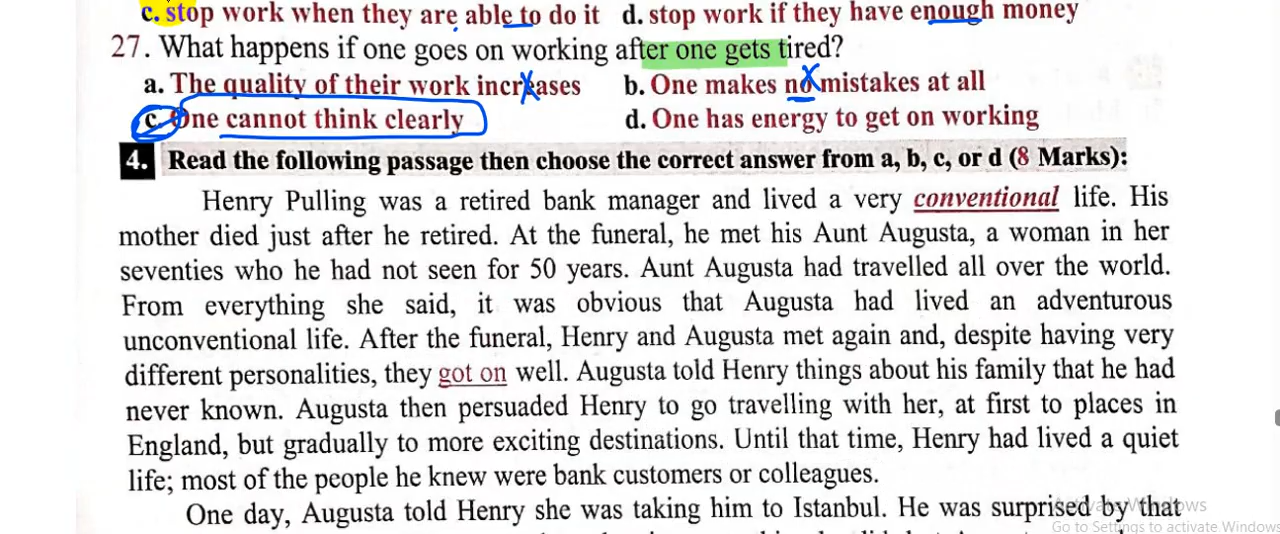 c. stop work when they are able to do it d. stop work if they have enough money
27. What happens if one goes on working after one gets tired?
a. The quality of their work increases b. One makes no mistakes at all
c. One cannot think clearly d. One has energy to get on working
4. Read the following passage then choose the correct answer from a, b, c, or d (8 Marks):
Henry Pulling was a retired bank manager and lived a very conventional life. His
mother died just after he retired. At the funeral, he met his Aunt Augusta, a woman in her
seventies who he had not seen for 50 years. Aunt Augusta had travelled all over the world.
From everything she said, it was obvious that Augusta had lived an adventurous
unconventional life. After the funeral, Henry and Augusta met again and, despite having very
different personalities, they got on well. Augusta told Henry things about his family that he had
never known. Augusta then persuaded Henry to go travelling with her, at first to places in
England, but gradually to more exciting destinations. Until that time, Henry had lived a quiet
life; most of the people he knew were bank customers or colleagues.
One day, Augusta told Henry she was taking him to Istanbul. He was surprised by that
Activate Windows
Go to Settings to activate Windows